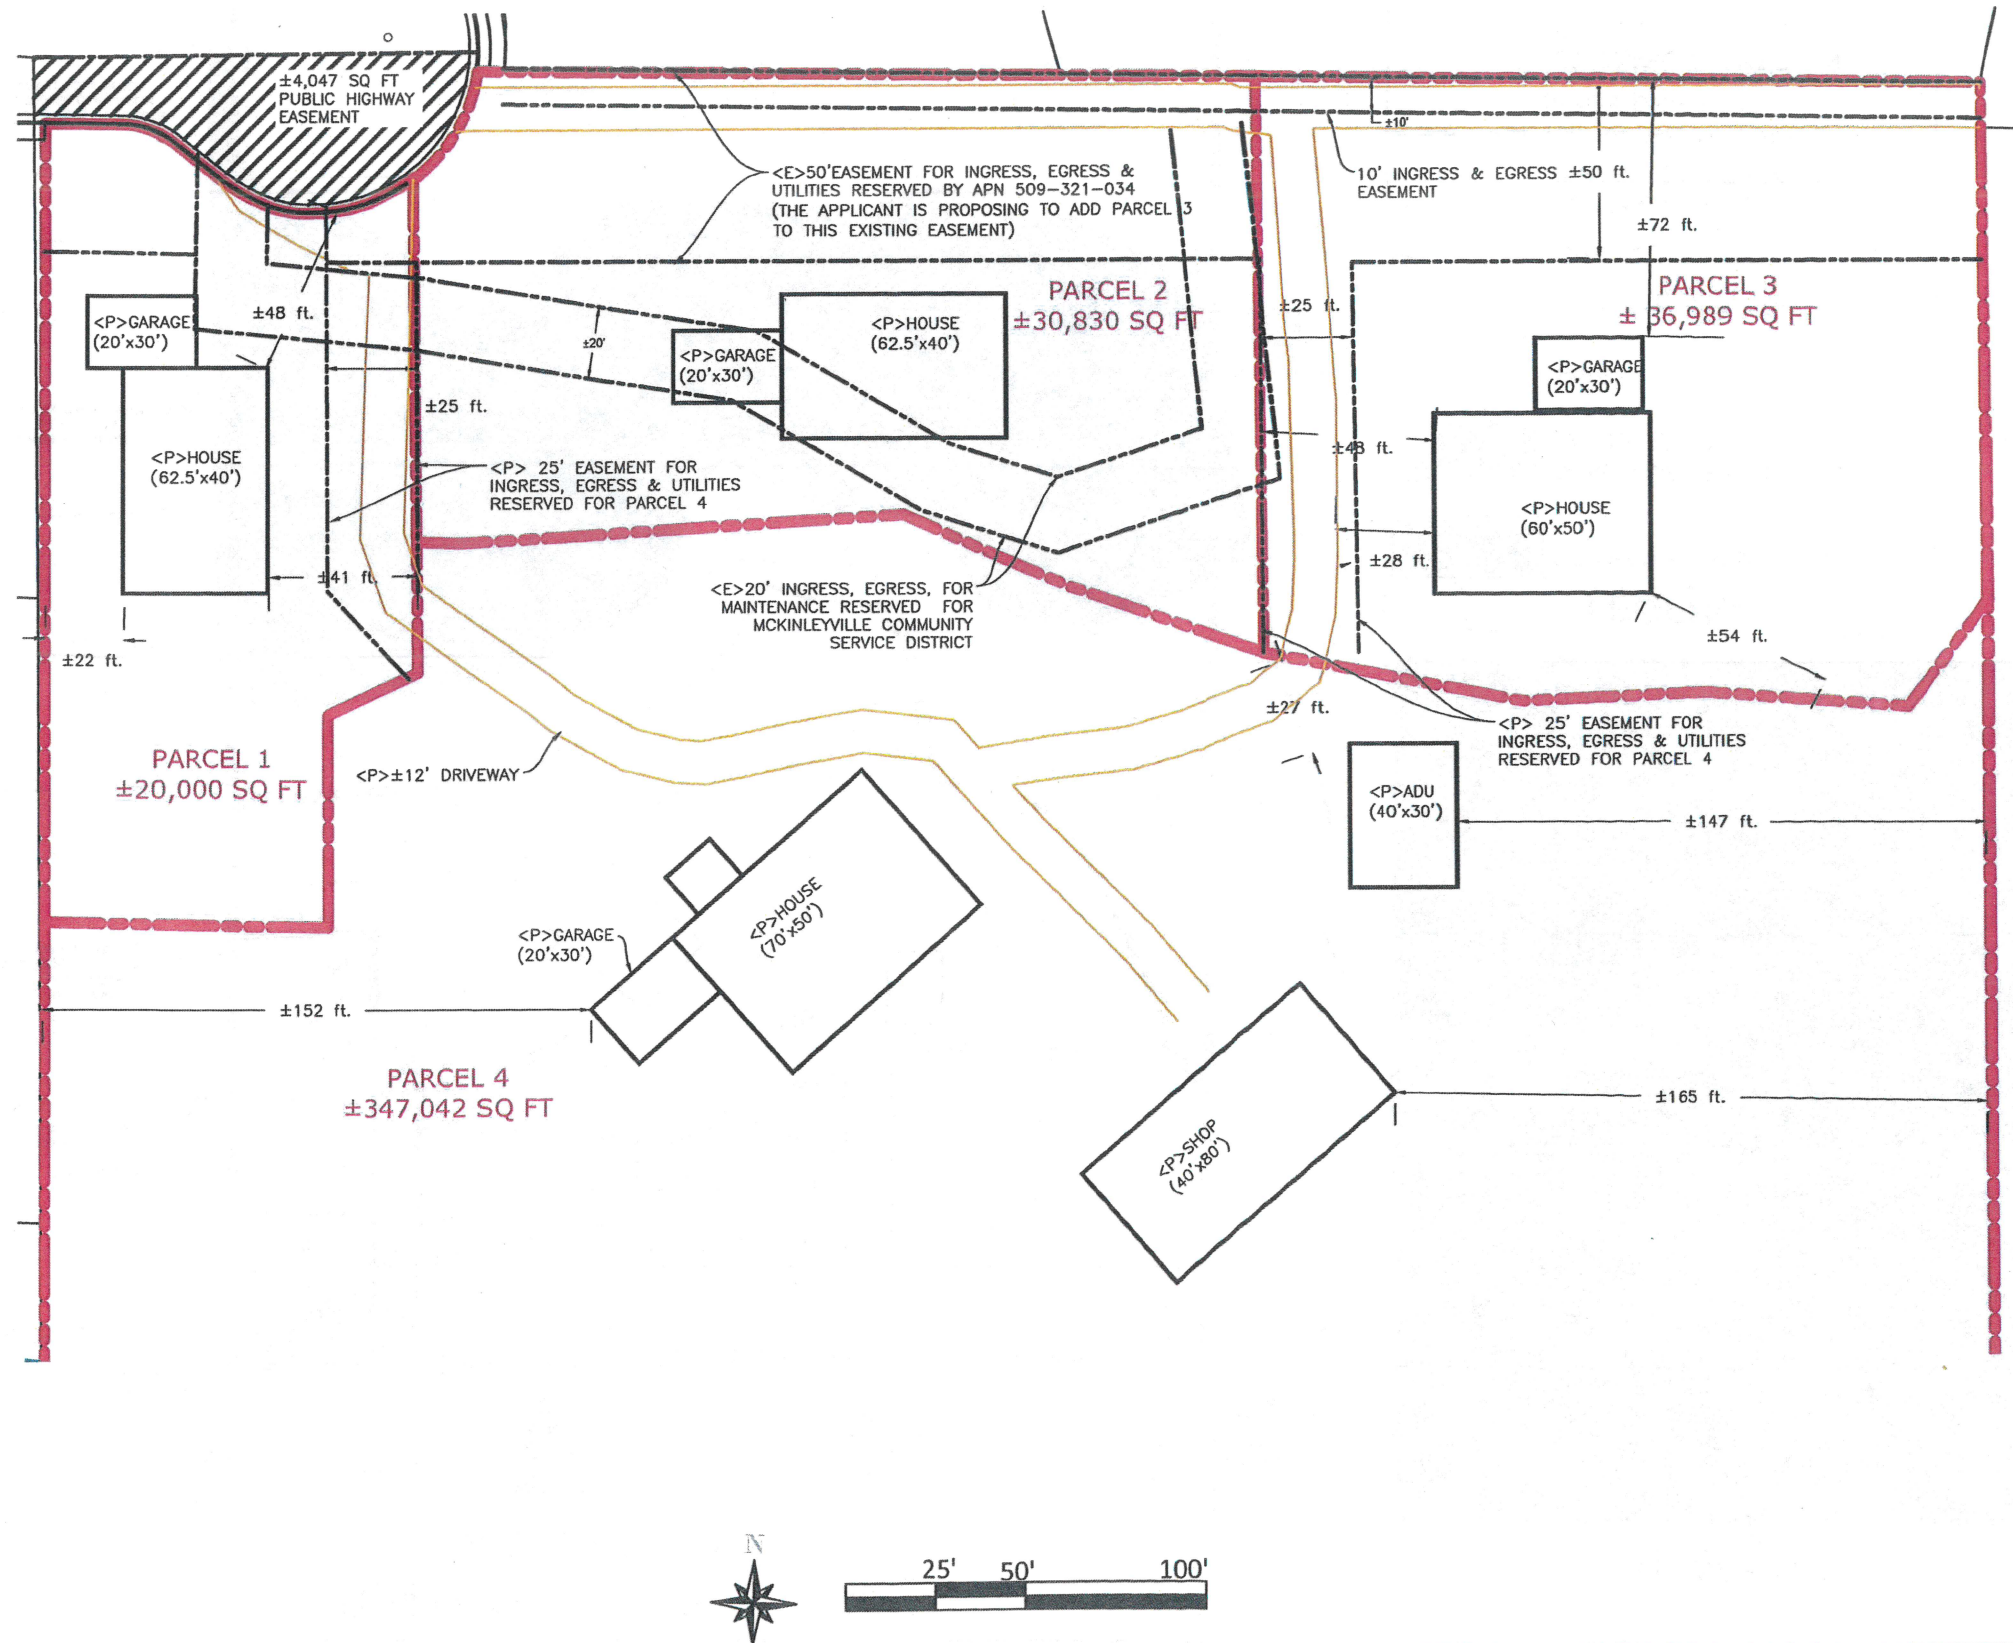 ±4,047 SQ FT
PUBLIC HIGHWAY
EASEMENT
<E>50'EASEMENT FOR INGRESS, EGRESS &
UTILITIES RESERVED BY APN 509-321-034
(THE APPLICANT IS PROPOSING TO ADD PARCEL 3
TO THIS EXISTING EASEMENT)
±10'
10' INGRESS & EGRESS
EASEMENT
±50 ft.
±72 ft.
PARCEL 2
±30,830 SQ FT
PARCEL 3
± 36,989 SQ FT
±25 ft.
±48 ft.
<P>GARAGE
(20'x30')
<P>HOUSE
(62.5'x40')
±20'
<P>GARAGE
(20'x30')
<P>HOUSE
(62.5'x40')
<P>GARAGE
(20'x30')
±25 ft.
±48 ft.
<P>HOUSE
(60'x50')
<P> 25' EASEMENT FOR
INGRESS, EGRESS & UTILITIES
RESERVED FOR PARCEL 4
±41 ft.
±28 ft.
<E>20' INGRESS, EGRESS, FOR
MAINTENANCE RESERVED FOR
MCKINLEYVILLE COMMUNITY
SERVICE DISTRICT
±22 ft.
±54 ft.
±27 ft.
<P> 25' EASEMENT FOR
INGRESS, EGRESS & UTILITIES
RESERVED FOR PARCEL 4
PARCEL 1
±20,000 SQ FT
<P>±12' DRIVEWAY
<P>ADU
(40'x30')
±147 ft.
<P>HOUSE
(70'x50')
<P>GARAGE
(20'x30')
±152 ft.
PARCEL 4
±347,042 SQ FT
±165 ft.
<P>SHOP
(40'x80')
N
25' 50' 100'